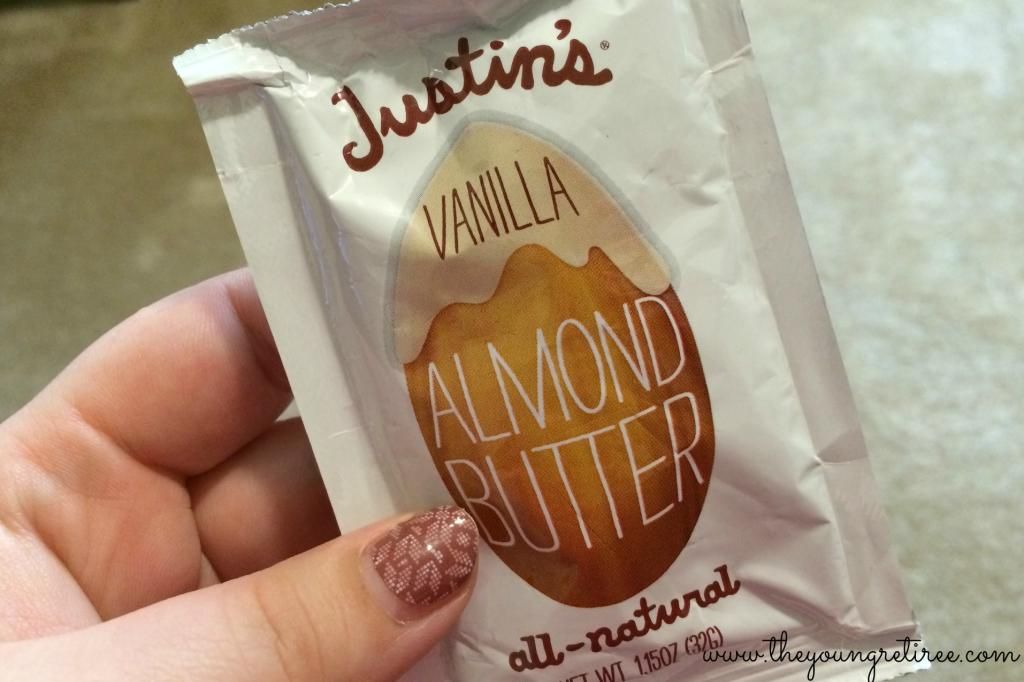 Justin's®
VANILLA
ALMOND
BUTTER
all-natural
NET WT 1.15OZ (32G)
www.theyoungretiree.com